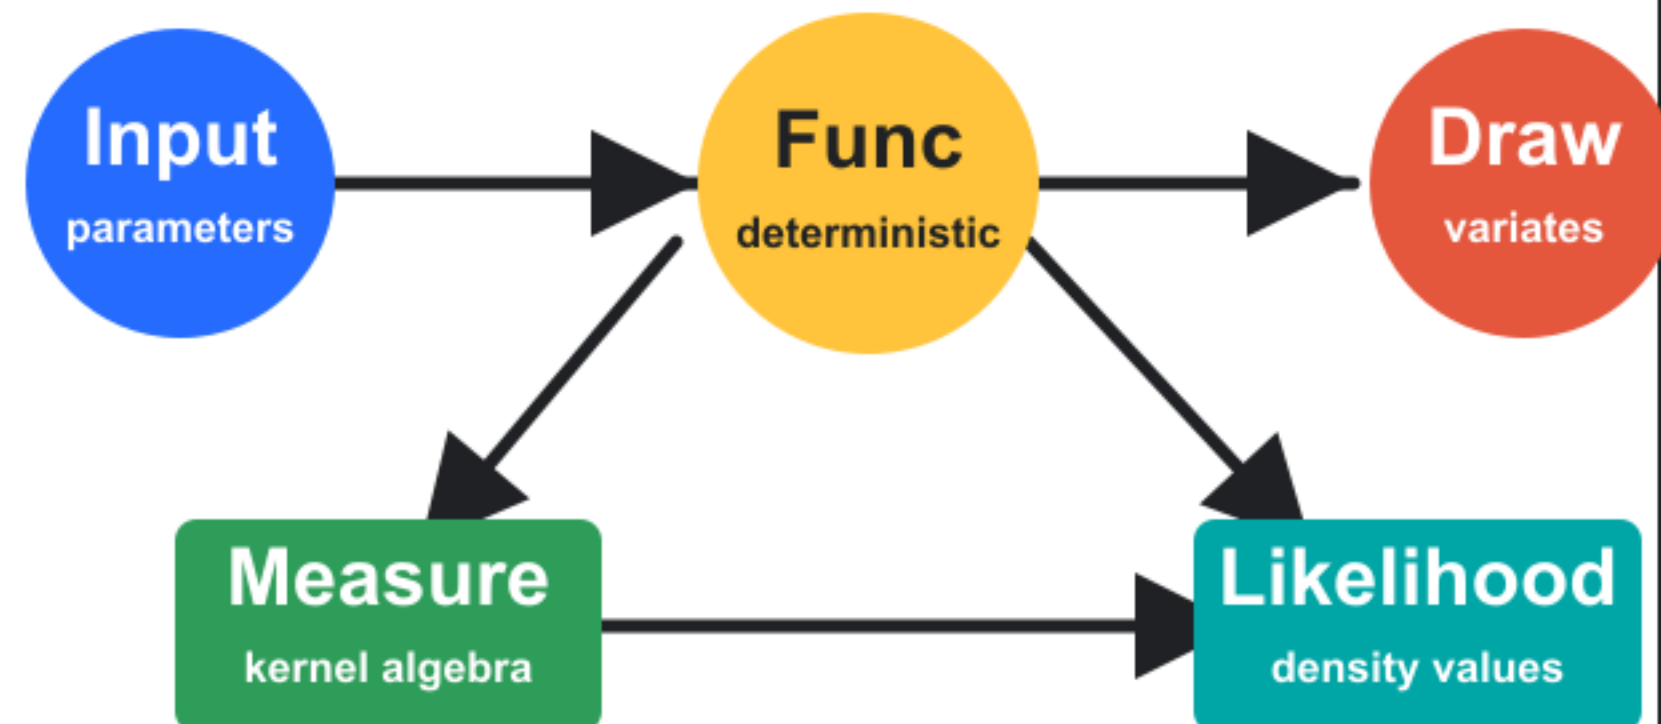 Input
parameters
Func
deterministic
Draw
variates
Measure
kernel algebra
Likelihood
density values